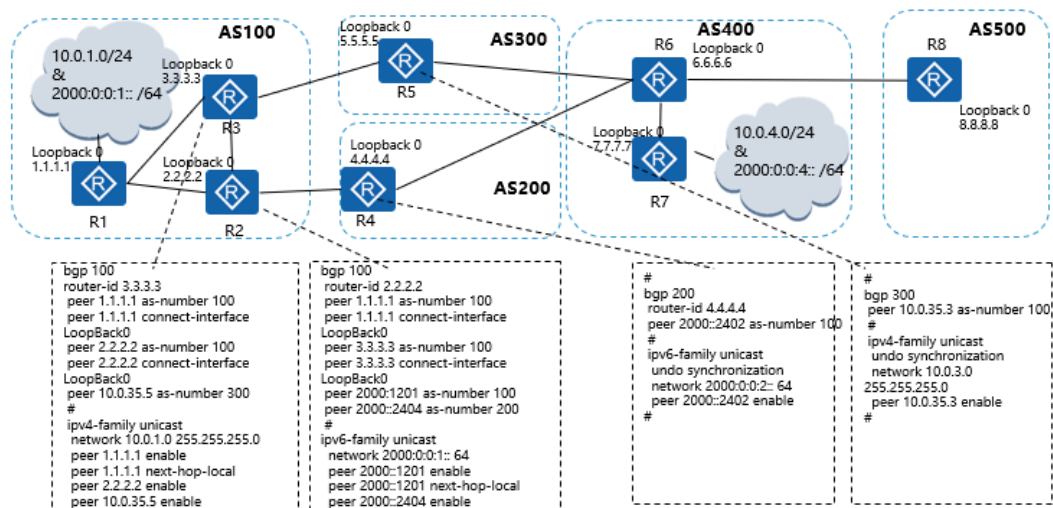 AS100
10.0.1.0/24
&
2000:0:0:1:: /64
Loopback 0
3.3.3.3
R3
Loopback 0
1.1.1.1
R1
Loopback 0
2.2.2.2
R2
Loopback 0
5.5.5.5
AS300
R5
Loopback 0
4.4.4.4
AS200
R4
AS400
R6
Loopback 0
6.6.6.6
Loopback 0
7.7.7.7
R7
10.0.4.0/24
&
2000:0:0:4:: /64
AS500
R8
Loopback 0
8.8.8.8
bgp 100
router-id 3.3.3.3
peer 1.1.1.1 as-number 100
peer 1.1.1.1 connect-interface
LoopBack0
peer 2.2.2.2 as-number 100
peer 2.2.2.2 connect-interface
LoopBack0
peer 10.0.35.5 as-number 300
#
ipv4-family unicast
network 10.0.1.0 255.255.255.0
peer 1.1.1.1 enable
peer 1.1.1.1 next-hop-local
peer 2.2.2.2 enable
peer 10.0.35.5 enable
bgp 100
router-id 2.2.2.2
peer 1.1.1.1 as-number 100
peer 1.1.1.1 connect-interface
LoopBack0
peer 3.3.3.3 as-number 100
peer 3.3.3.3 connect-interface
LoopBack0
peer 2000:1201 as-number 100
peer 2000::2404 as-number 200
#
ipv6-family unicast
network 2000:0:0:1:: 64
peer 2000::1201 enable
peer 2000::1201 next-hop-local
peer 2000::2404 enable
#
bgp 200
router-id 4.4.4.4
peer 2000::2402 as-number 100
#
ipv6-family unicast
undo synchronization
network 2000:0:0:2:: 64
peer 2000::2402 enable
#
#
bgp 300
peer 10.0.35.3 as-number 100
#
ipv4-family unicast
undo synchronization
network 10.0.3.0
255.255.255.0
peer 10.0.35.3 enable
#